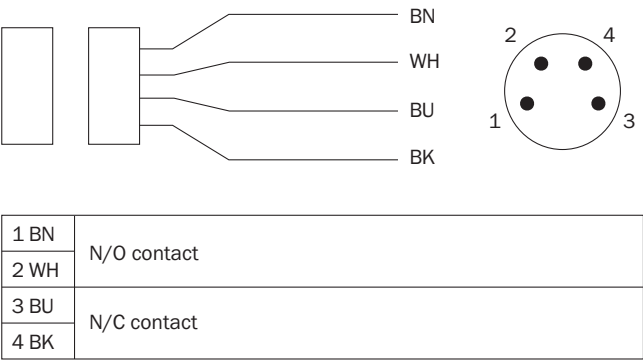 BN
WH
BU
BK
2 4
1 3
1 BN
2 WH
N/O contact
3 BU
4 BK
N/C contact